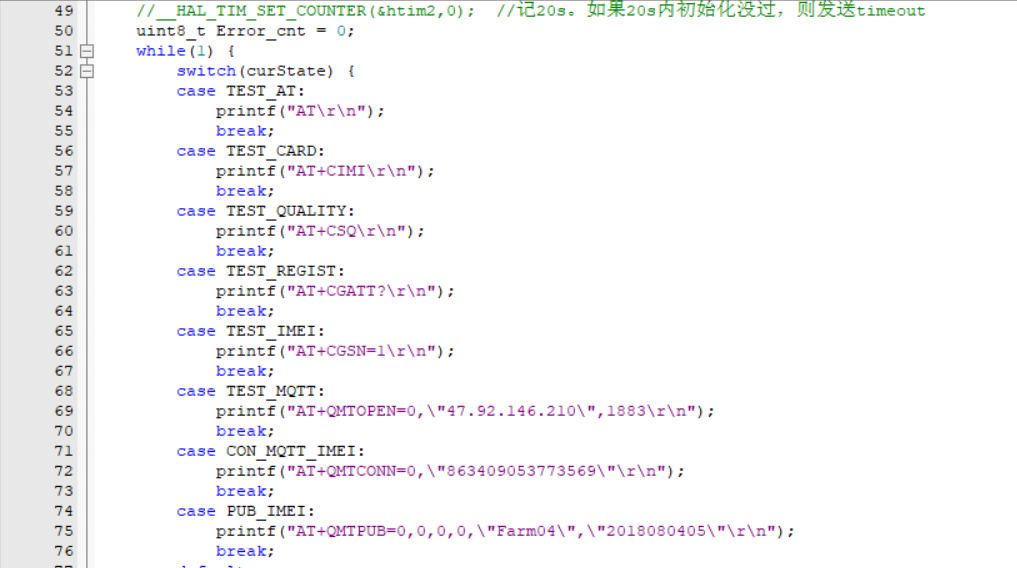 49 //__HAL_TIM_SET_COUNTER(&htim2,0);  //记20s。如果20s内初始化没过，则发送timeout
50 uint8_t Error_cnt = 0;
51 while(1) {
52 switch(curState) {
53 case TEST_AT:
54 printf("AT\r\n");
55 break;
56 case TEST_CARD:
57 printf("AT+CIMI\r\n");
58 break;
59 case TEST_QUALITY:
60 printf("AT+CSQ\r\n");
61 break;
62 case TEST_REGIST:
63 printf("AT+CGATT?\r\n");
64 break;
65 case TEST_IMEI:
66 printf("AT+CGSN=1\r\n");
67 break;
68 case TEST_MQTT:
69 printf("AT+QMTOPEN=0,\"47.92.146.210\",1883\r\n");
70 break;
71 case CON_MQTT_IMEI:
72 printf("AT+QMTCONN=0,\"863409053773569\"\r\n");
73 break;
74 case PUB_IMEI:
75 printf("AT+QMTPUB=0,0,0,0,\"Farm04\",\"2018080405\"\r\n");
76 break;